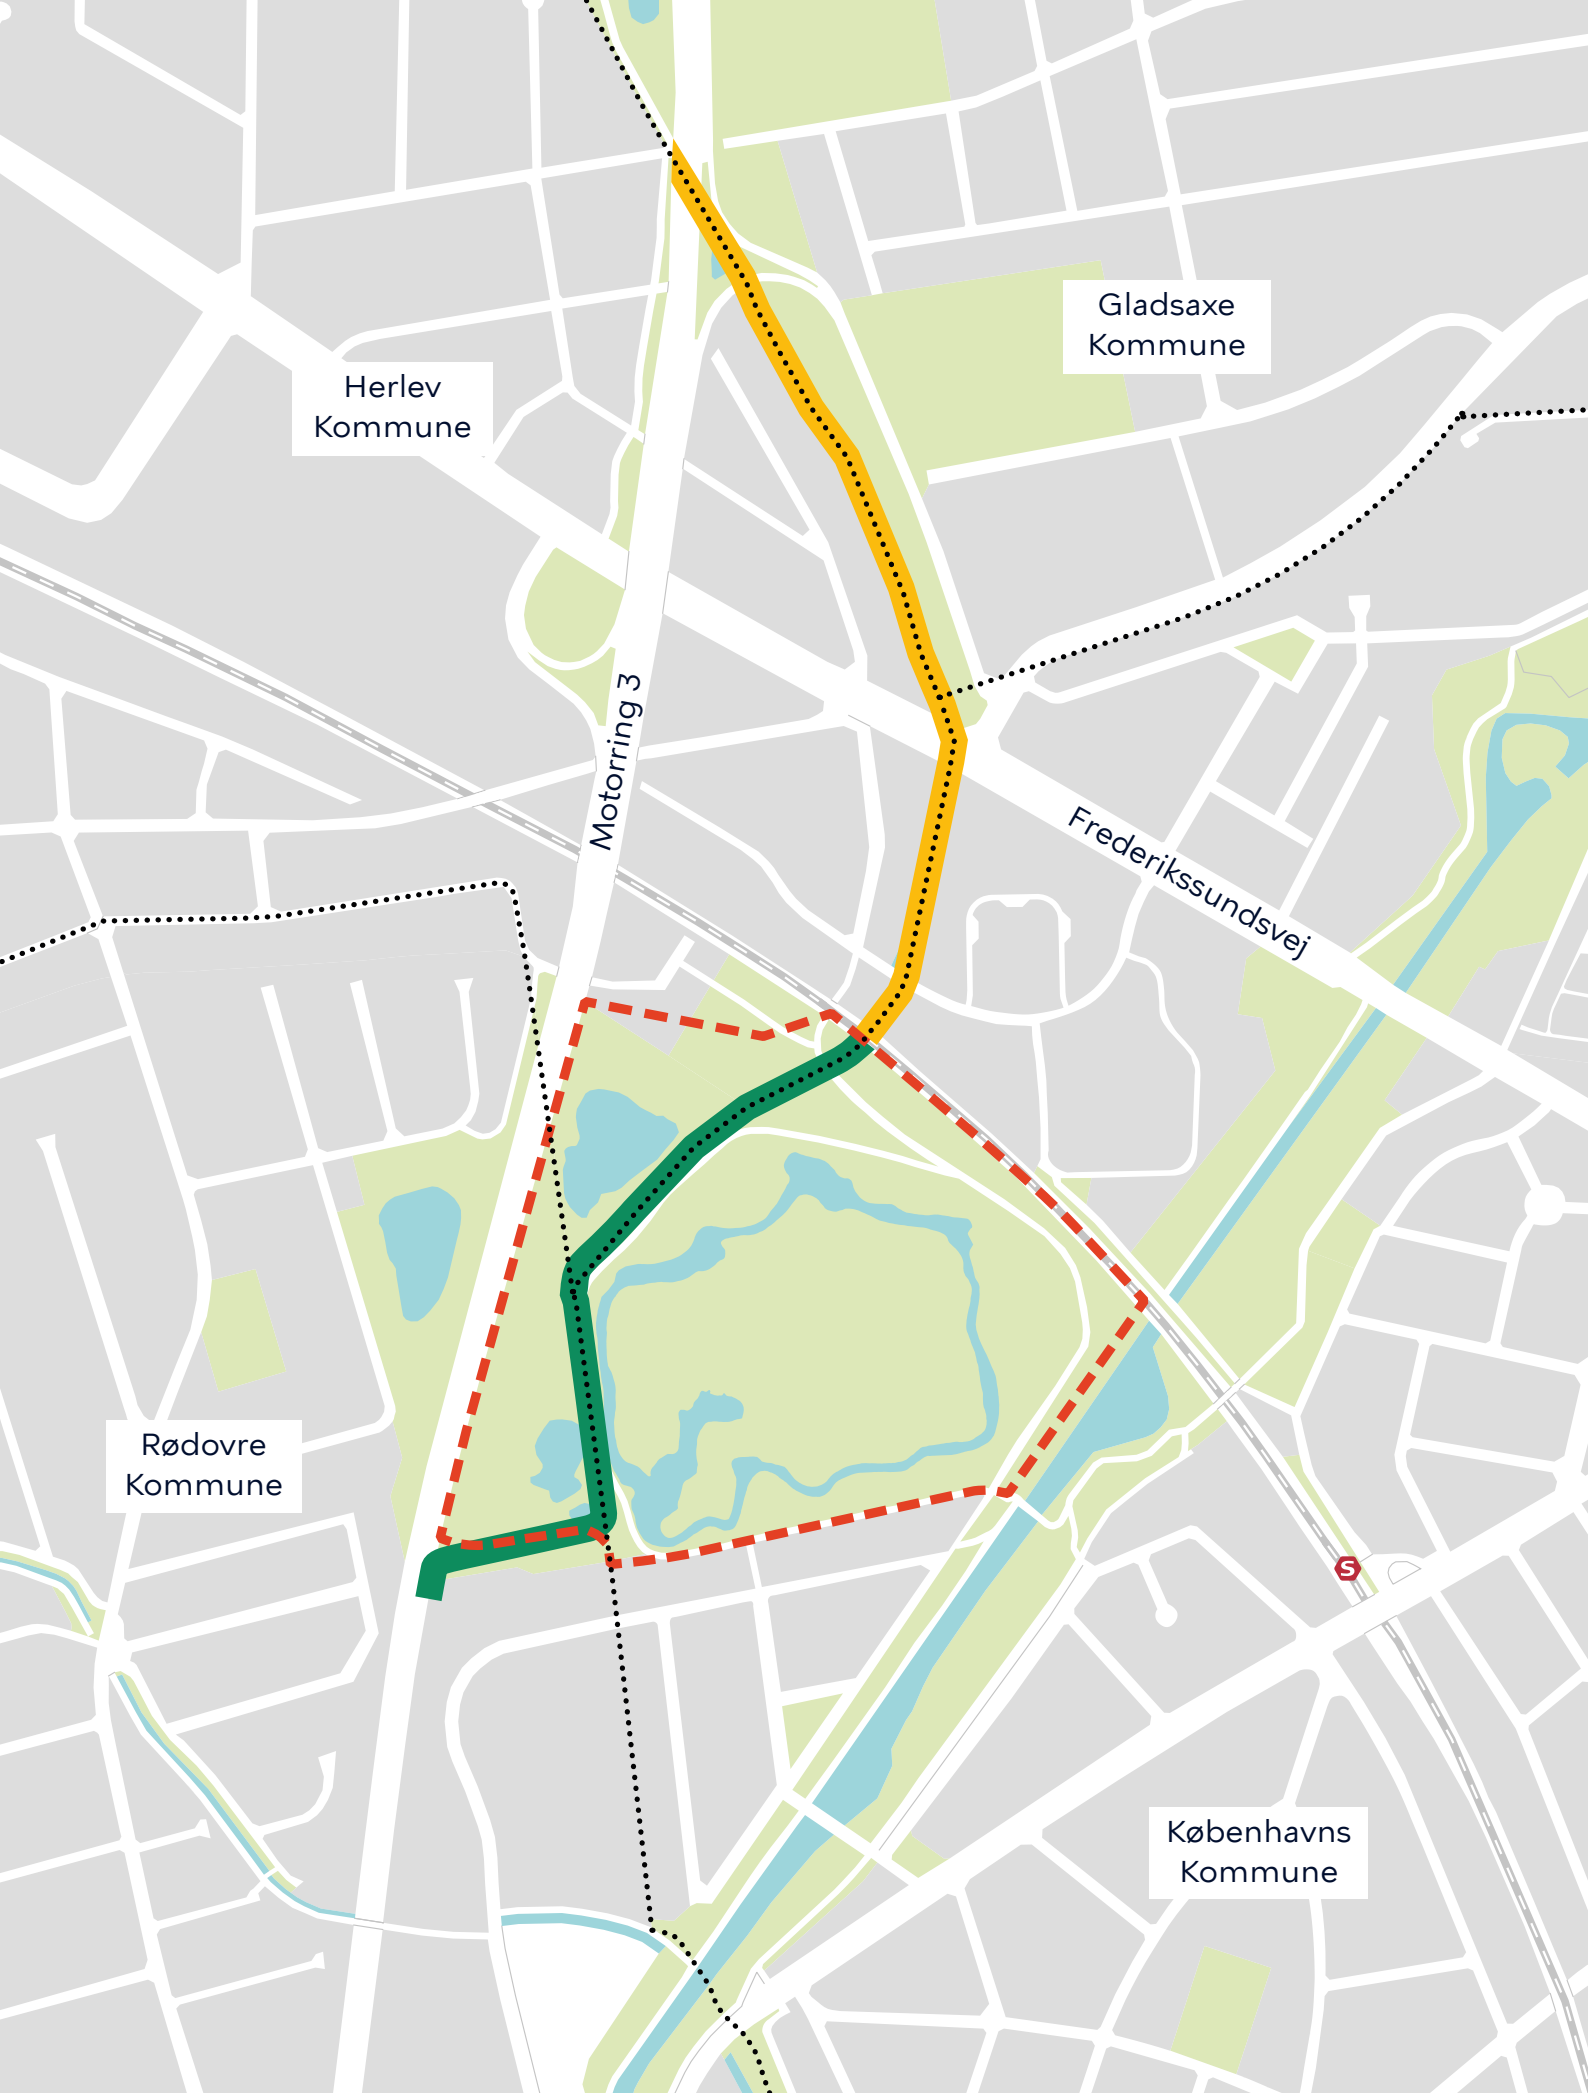 Gladsaxe
Kommune
Herlev
Kommune
Motorring 3
Frederikssundsvej
Rødovre
Kommune
S
Københavns
Kommune